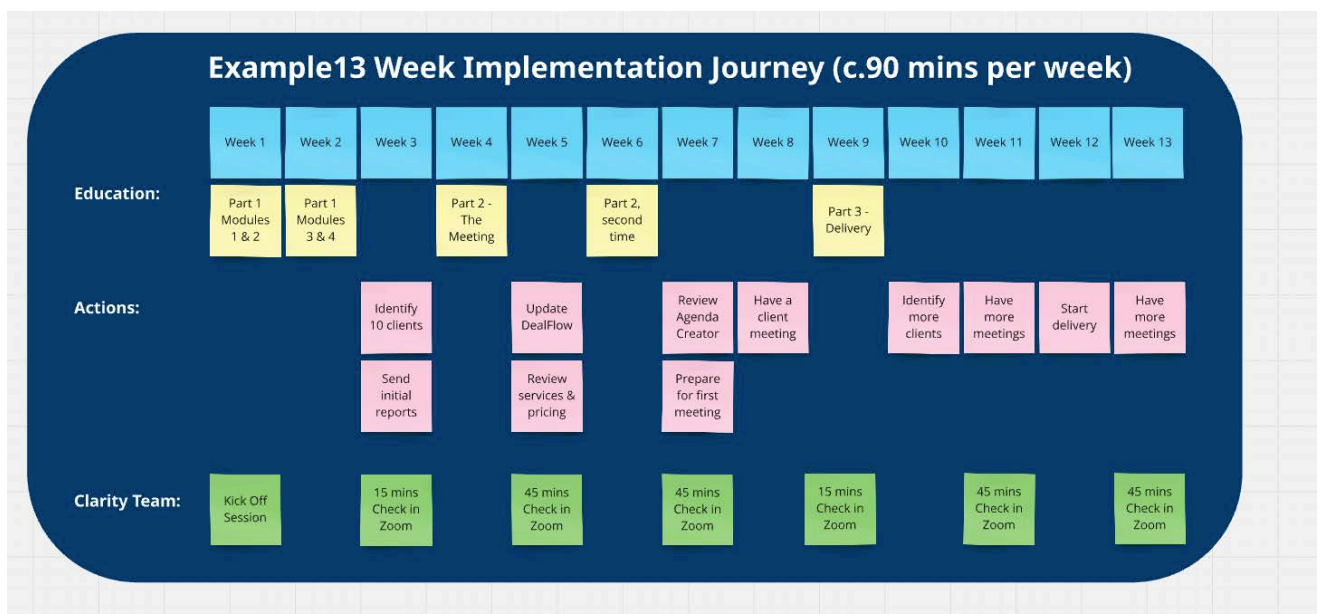 Example13 Week Implementation Journey (c.90 mins per week)
Week 1
Week 2
Week 3
Week 4
Week 5
Week 6
Week 7
Week 8
Week 9
Week 10
Week 11
Week 12
Week 13
Education:
Part 1
Modules
1 & 2
Part 1
Modules
3 & 4
Part 2 -
The
Meeting
Part 2,
second
time
Part 3 -
Delivery
Actions:
Identify
10 clients
Update
DealFlow
Review
Agenda
Creator
Have a
client
meeting
Identify
more
clients
Have
more
meetings
Start
delivery
Have
more
meetings
Send
initial
reports
Review
services &
pricing
Prepare
for first
meeting
Clarity Team:
Kick Off
Session
15 mins
Check in
Zoom
45 mins
Check in
Zoom
45 mins
Check in
Zoom
15 mins
Check in
Zoom
45 mins
Check in
Zoom
45 mins
Check in
Zoom